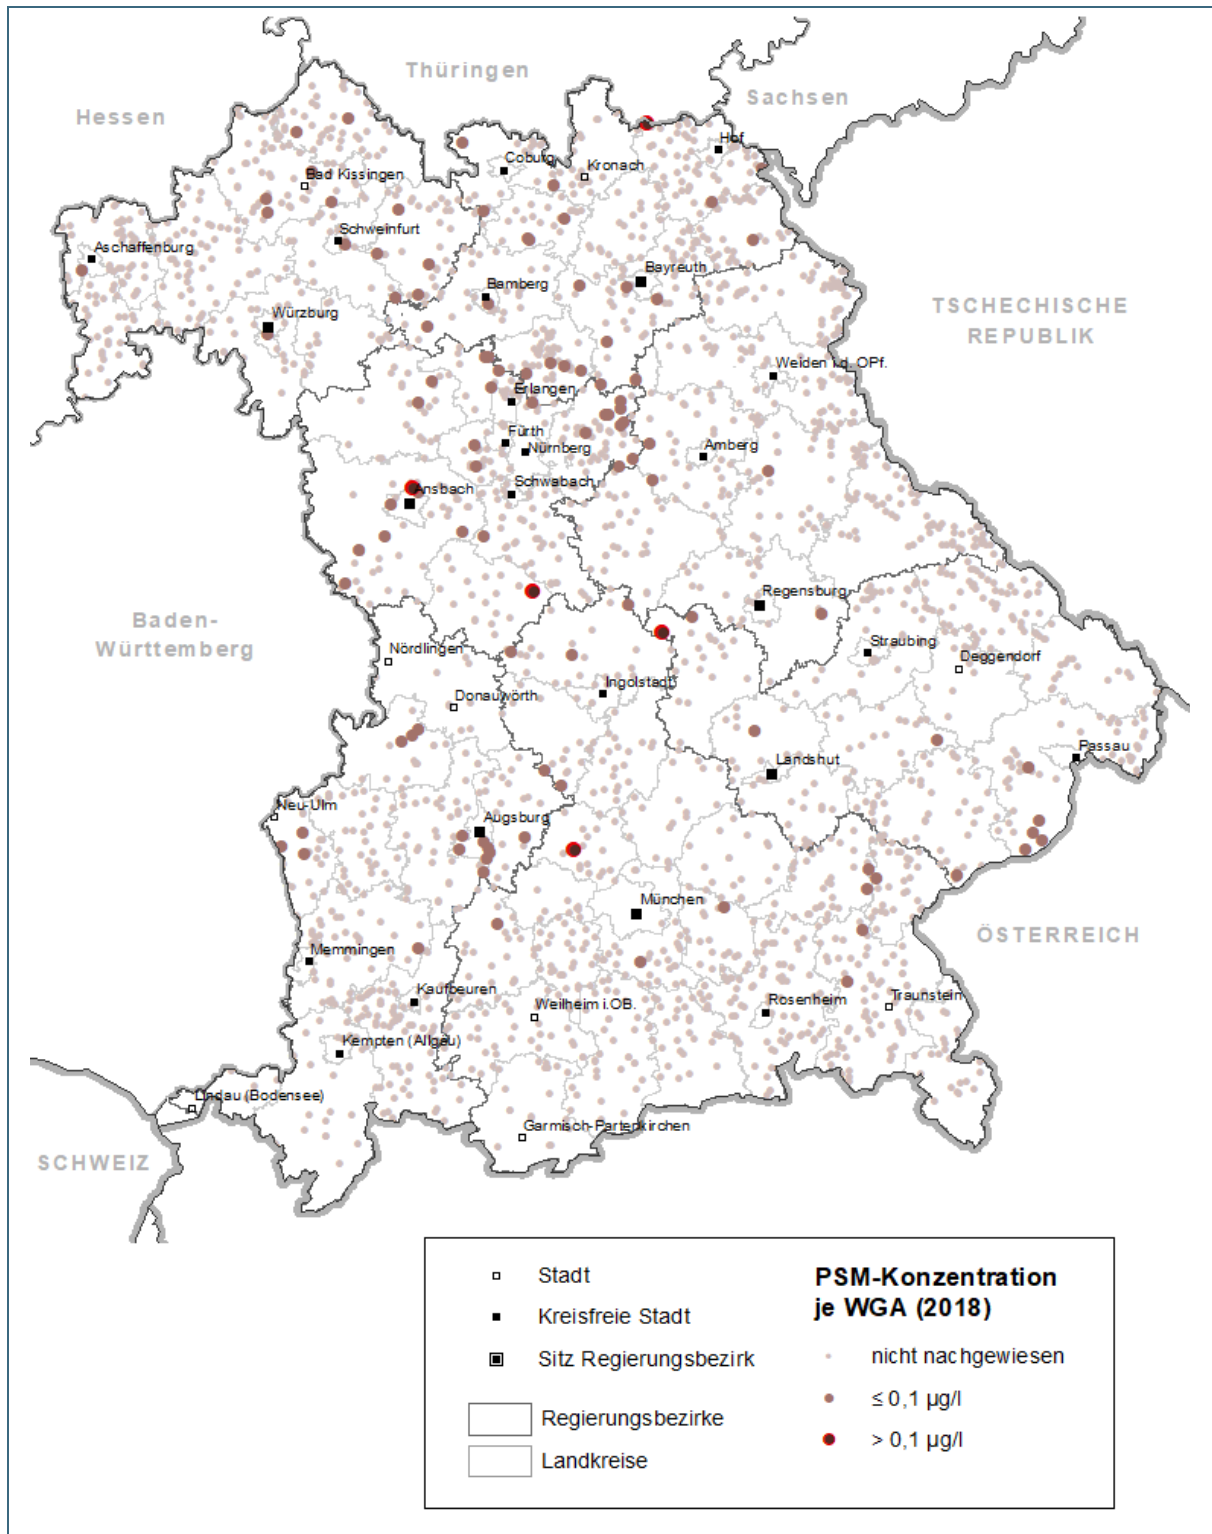 Thüringen
Sachsen
Hessen
Hof
Coburg
Kronach
Bad Kissingen
Schweinfurt
Aschaffenburg
Bayreuth
Bamberg
Würzburg
TSCHECHISCHE
REPUBLIK
Weiden i.d. OPf.
Erlangen
Fürth
Nürnberg
Amberg
Schwabach
Ansbach
Regensburg
Baden-
Württemberg
Straubing
Nördlingen
Deggendorf
Ingolstadt
Donauwörth
Passau
Landshut
Neu-Ulm
Augsburg
München
ÖSTERREICH
Memmingen
Kaufbeuren
Traunstein
Weilheim i.OB.
Rosenheim
Kempten (Allgäu)
Lindau (Bodensee)
Garmisch-Partenkirchen
SCHWEIZ
Stadt
Kreisfreie Stadt
Sitz Regierungsbezirk
Regierungsbezirke
Landkreise
PSM-Konzentration
je WGA (2018)
nicht nachgewiesen
≤ 0,1 µg/l
> 0,1 µg/l